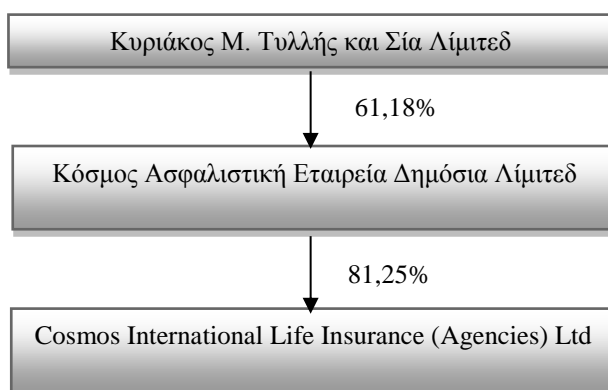 Κυριάκος Μ. Τυλλής και Σία Λίμιτεδ
61,18%
Κόσμος Ασφαλιστική Εταιρεία Δημόσια Λίμιτεδ
81,25%
Cosmos International Life Insurance (Agencies) Ltd